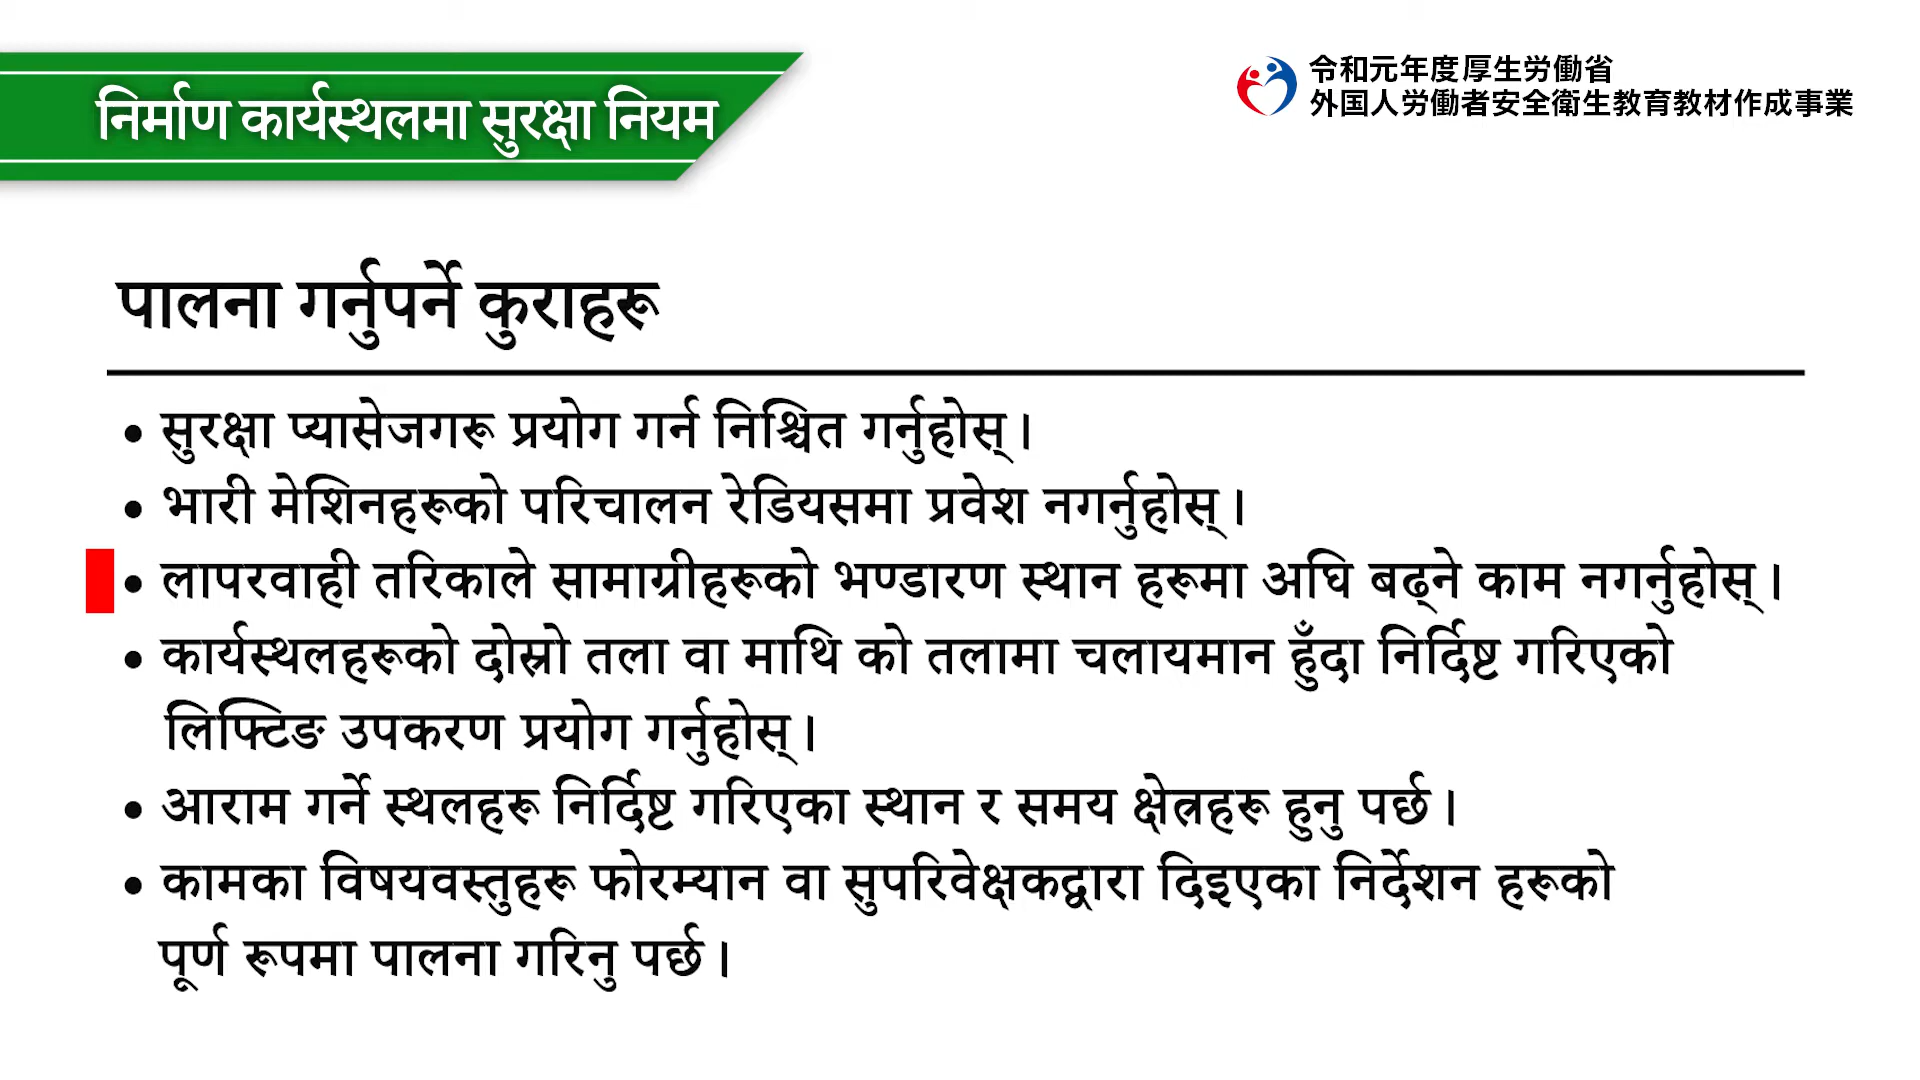 निर्माण कार्यस्थलमा सुरक्षा नियम
令和元年度厚生労働省
外国人労働者安全衛生教育教材作成事業
पालना गर्नुपर्ने कुराहरू
• सुरक्षा प्यासेजगरू प्रयोग गर्न निश्चित गर्नुहोस्।
• भारी मेशिनहरूको परिचालन रेडियसमा प्रवेश नगर्नुहोस्।
• लापरवाही तरिकाले सामाग्रीहरूको भण्डारण स्थान हरूमा अघि बढ्ने काम नगर्नुहोस्।
• कार्यस्थलहरूको दोस्रो तला वा माथि को तलामा चलायमान हुँदा निर्दिष्ट गरिएको
लिफ्टिङ उपकरण प्रयोग गर्नुहोस्।
• आराम गर्ने स्थलहरू निर्दिष्ट गरिएका स्थान र समय क्षेत्रहरू हुनु पर्छ।
• कामका विषयवस्तुहरू फोरम्यान वा सुपरिवेक्षकद्वारा दिइएका निर्देशन हरूको
पूर्ण रूपमा पालना गरिनु पर्छ।